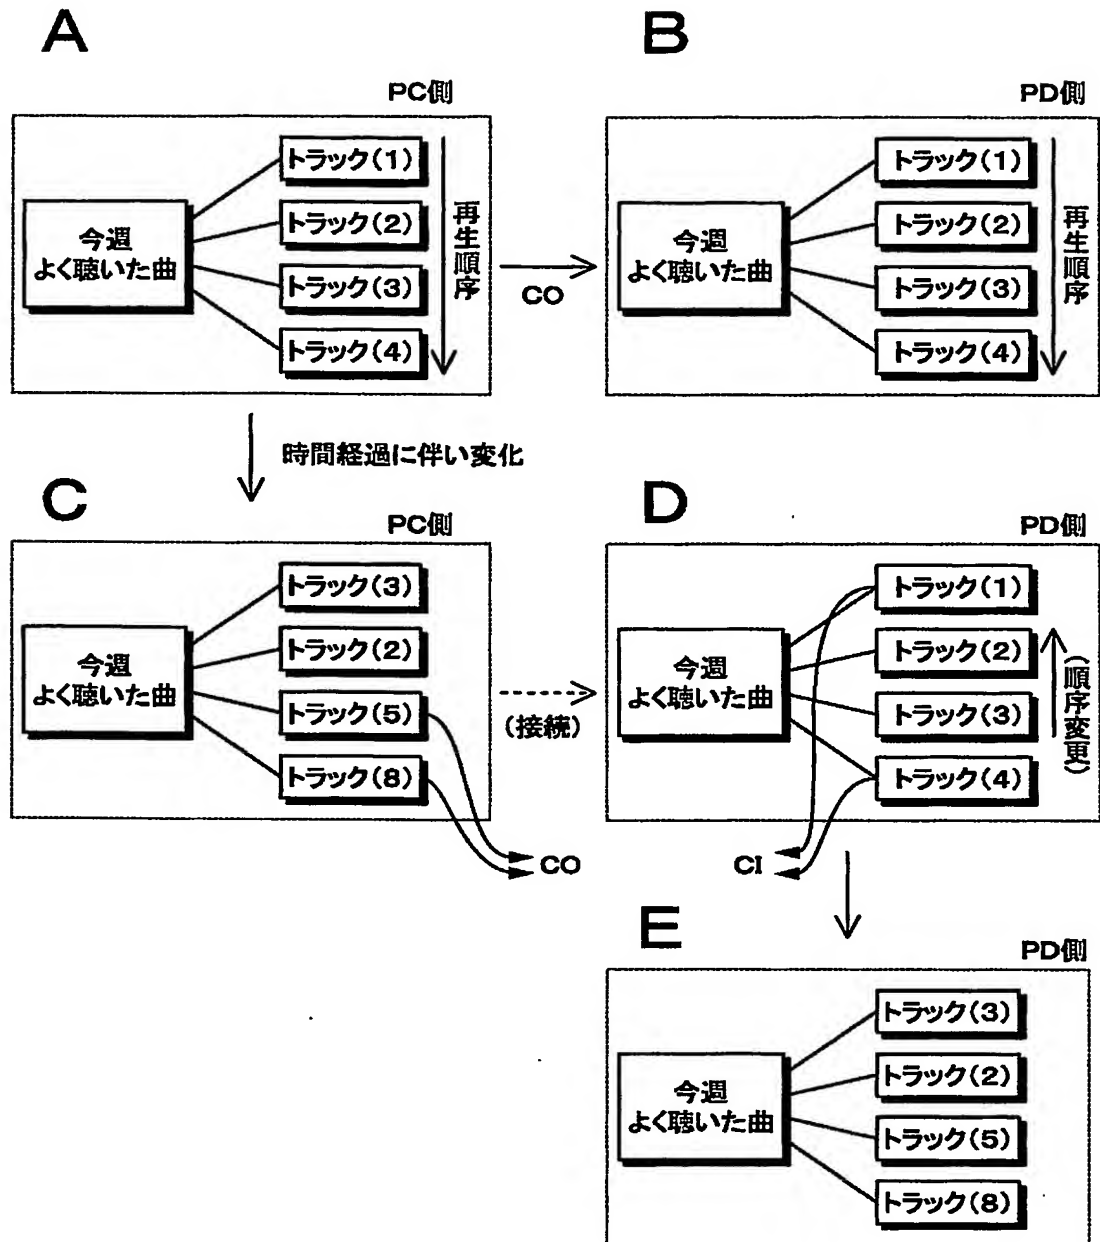 A
PC側
今週
よく聴いた曲
トラック(1)
トラック(2)
トラック(3)
トラック(4)
再生順序
CO
B
PD側
今週
よく聴いた曲
トラック(1)
トラック(2)
トラック(3)
トラック(4)
再生順序
時間経過に伴い変化
C
PC側
今週
よく聴いた曲
トラック(3)
トラック(2)
トラック(5)
トラック(8)
CO
(接続)
D
PD側
今週
よく聴いた曲
トラック(1)
トラック(2)
トラック(3)
トラック(4)
(順序変更)
CI
E
PD側
今週
よく聴いた曲
トラック(3)
トラック(2)
トラック(5)
トラック(8)